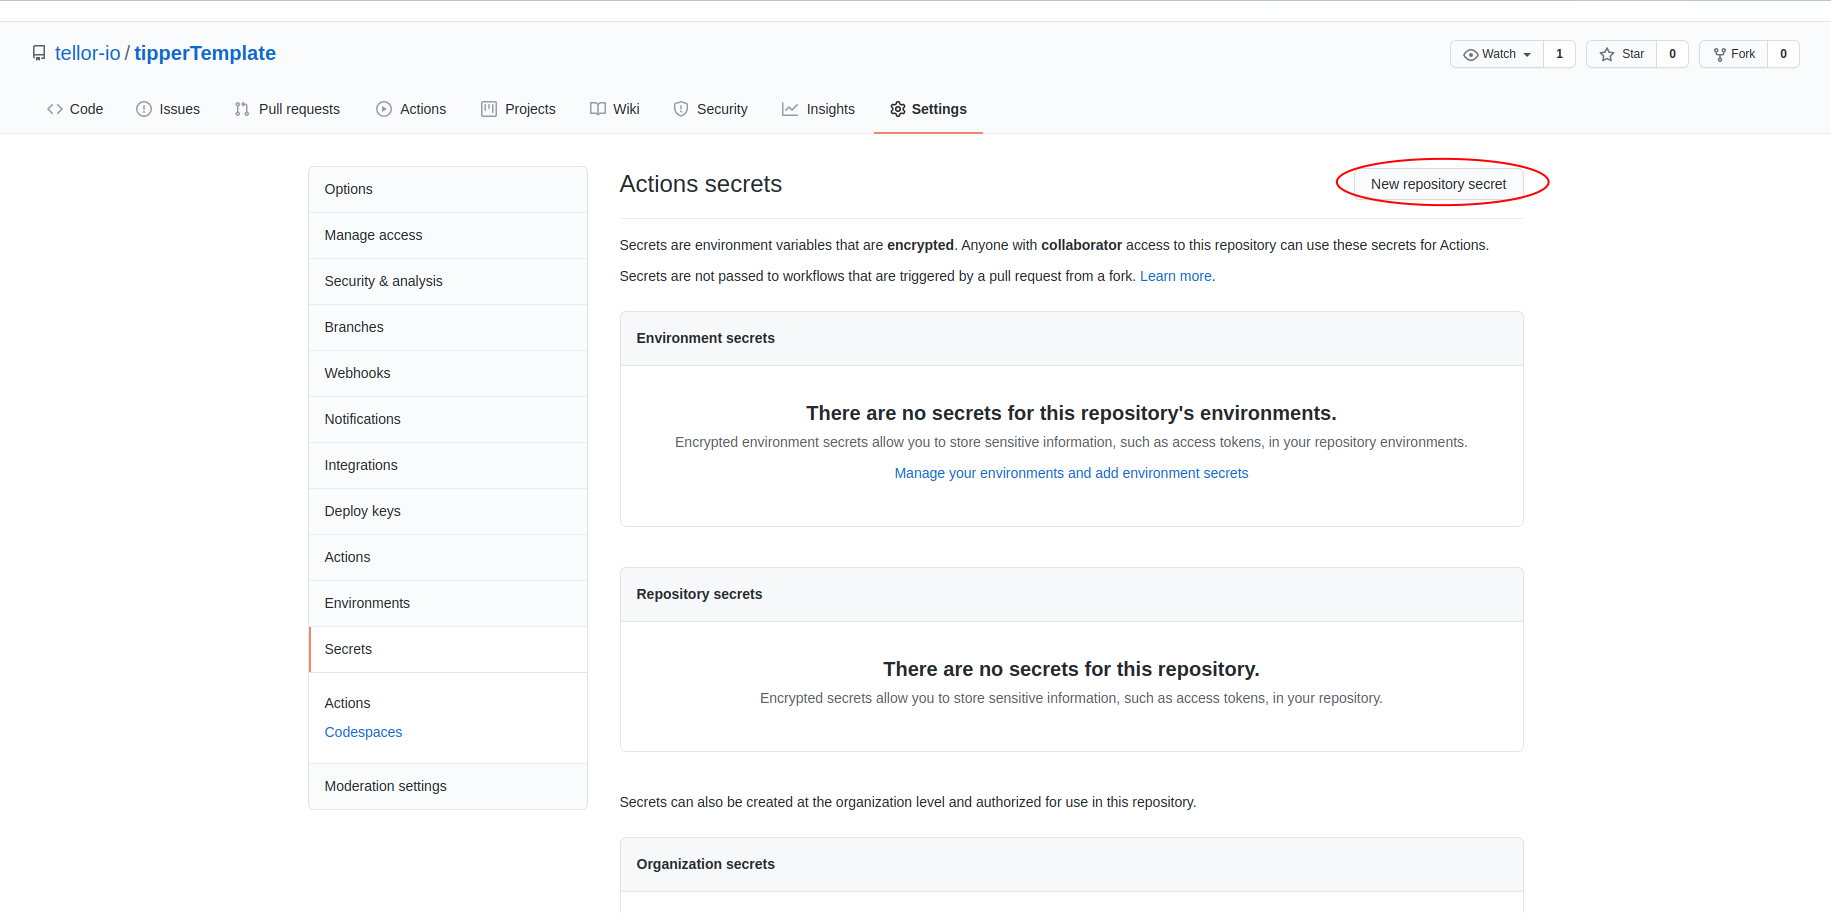 tellor-io / tipperTemplate
Watch 1 Star 0 Fork 0
Code Issues Pull requests Actions Projects Wiki Security Insights Settings
Options
Manage access
Security & analysis
Branches
Webhooks
Notifications
Integrations
Deploy keys
Actions
Environments
Secrets
Actions
Codespaces
Moderation settings
Actions secrets
New repository secret
Secrets are environment variables that are encrypted. Anyone with collaborator access to this repository can use these secrets for Actions.
Secrets are not passed to workflows that are triggered by a pull request from a fork. Learn more.
Environment secrets
There are no secrets for this repository's environments.
Encrypted environment secrets allow you to store sensitive information, such as access tokens, in your repository environments.
Manage your environments and add environment secrets
Repository secrets
There are no secrets for this repository.
Encrypted secrets allow you to store sensitive information, such as access tokens, in your repository.
Secrets can also be created at the organization level and authorized for use in this repository.
Organization secrets